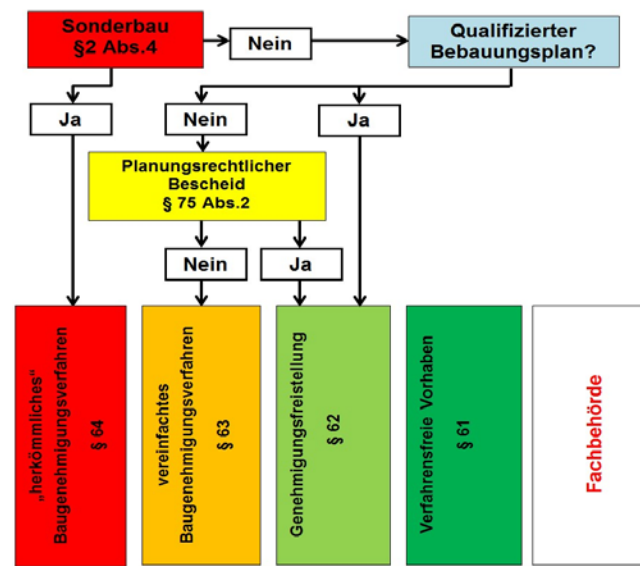 Sonderbau
§2 Abs.4
Nein
Qualifizierter
Bebauungsplan?
Ja
Nein
Ja
Planungsrechtlicher
Bescheid
§ 75 Abs.2
Nein
Ja
„herkömmliches“
Baugenehmigungsverfahren
§ 64
vereinfachtes
Baugenehmigungsverfahren
§ 63
Genehmigungsfreistellung
§ 62
Verfahrensfreie Vorhaben
§ 61
Fachbehörde